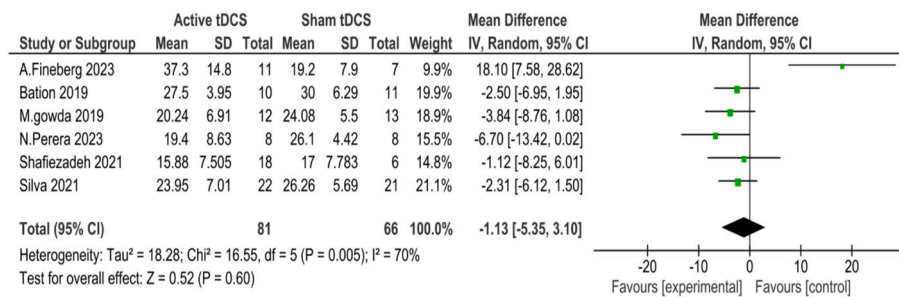 Active tDCS Sham tDCS Mean Difference Mean Difference
Study or Subgroup Mean SD Total Mean SD Total Weight IV, Random, 95% CI IV, Random, 95% CI
A.Fineberg 2023 37.3 14.8 11 19.2 7.9 7 9.9% 18.10 [7.58, 28.62]
Bation 2019 27.5 3.95 10 30 6.29 11 19.9% -2.50 [-6.95, 1.95]
M.gowda 2019 20.24 6.91 12 24.08 5.5 13 18.9% -3.84 [-8.76, 1.08]
N.Perera 2023 19.4 8.63 8 26.1 4.42 8 15.5% -6.70 [-13.42, 0.02]
Shafiezadeh 2021 15.88 7.505 18 17 7.783 6 14.8% -1.12 [-8.25, 6.01]
Silva 2021 23.95 7.01 22 26.26 5.69 21 21.1% -2.31 [-6.12, 1.50]
Total (95% CI) 81 66 100.0% -1.13 [-5.35, 3.10]
Heterogeneity: Tau² = 18.28; Chi² = 16.55, df = 5 (P = 0.005); I² = 70%
Test for overall effect: Z = 0.52 (P = 0.60)
-20 -10 0 10 20
Favours [experimental] Favours [control]